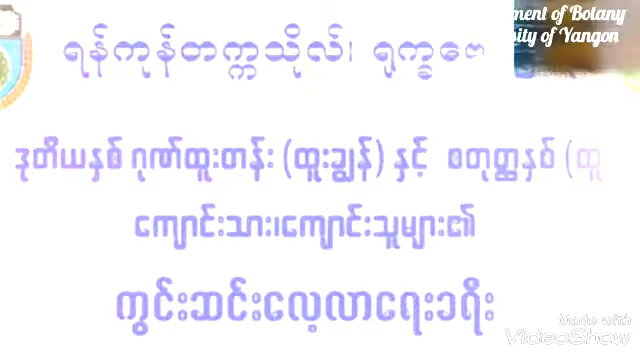 ment of Botany
sity of Yangon
ရန်ကုန်တက္ကသိုလ်၊ ရုက္ခဗေ
ဒုတိယနှစ် ဂုဏ်ထူးတန်း (ထူးချွန်) နှင့် စတုတ္ထနှစ် (ထူ
ကျောင်းသား၊ကျောင်းသူများ၏
ကွင်းဆင်းလေ့လာရေးခရီး
Made with
VideoShow